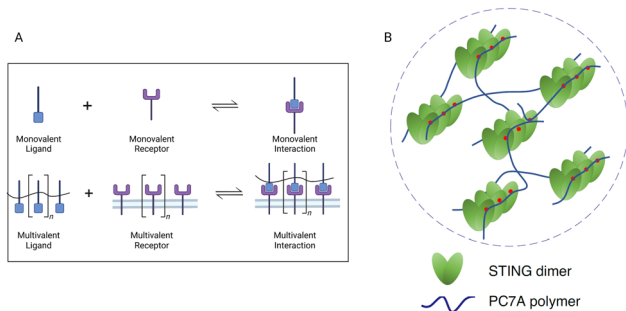 A
B
+
Monovalent
Ligand
Monovalent
Receptor
Monovalent
Interaction
n
+
n
n
Multivalent
Ligand
Multivalent
Receptor
Multivalent
Interaction
STING dimer
PC7A polymer